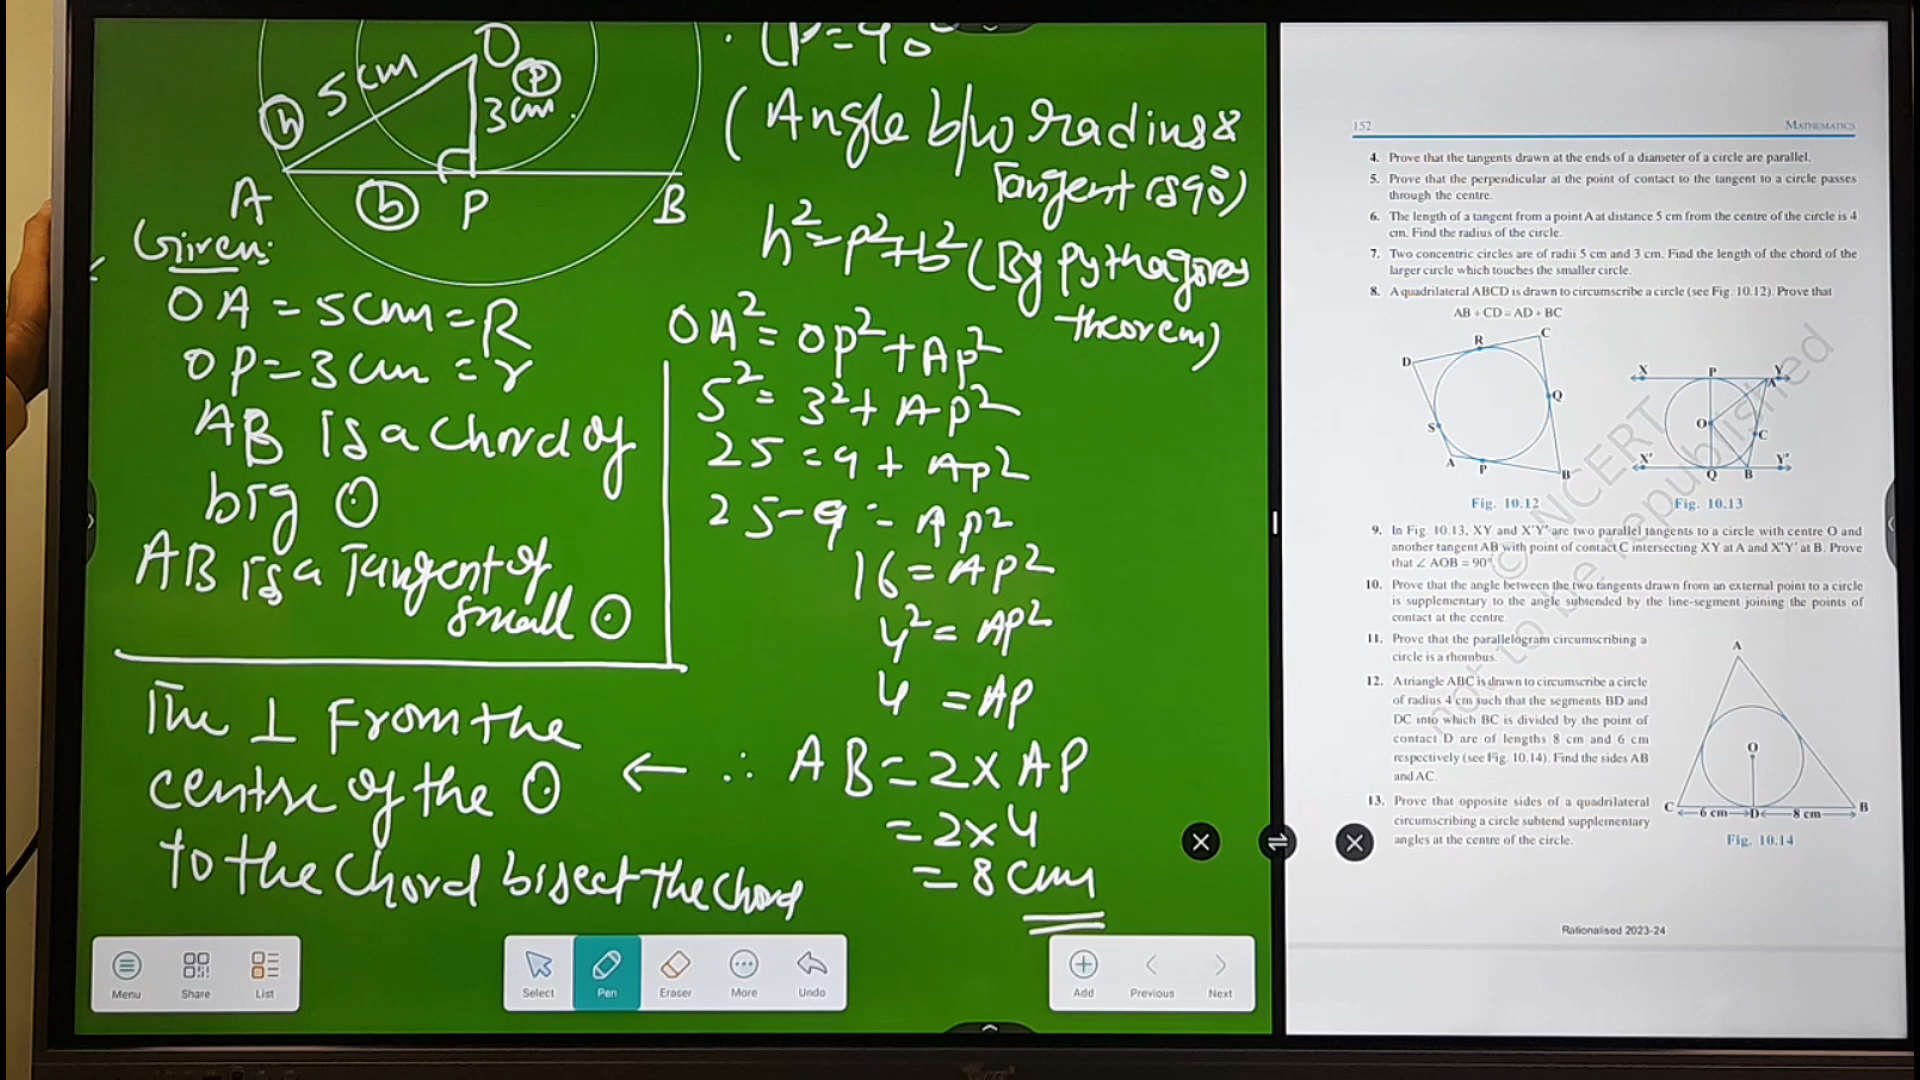 O
5 cm
P
3 cm
h
b
A
P
B
(Angle b/w radius &
Tangent is 90°)
h² = p² + b² (By pythagoras
theorem)
Given:
OA = 5 cm = R
OP = 3 cm = r
AB is a chord of
big ⊙
AB is a Tangent of
small ⊙
OA² = OP² + AP²
5² = 3² + AP²
25 = 9 + AP²
25 - 9 = AP²
16 = AP²
4² = AP²
4 = AP
∴ AB = 2 x AP
= 2 x 4
= 8 cm
← The ⊥ From the
centre of the ⊙
to the chord bisect the chord
Menu
Share
List
Select
Pen
Eraser
More
Undo
Add
Previous
Next
152
MATHEMATICS
4. Prove that the tangents drawn at the ends of a diameter of a circle are parallel.
5. Prove that the perpendicular at the point of contact to the tangent to a circle passes
through the centre.
6. The length of a tangent from a point A at distance 5 cm from the centre of the circle is 4
cm. Find the radius of the circle.
7. Two concentric circles are of radii 5 cm and 3 cm. Find the length of the chord of the
larger circle which touches the smaller circle.
8. A quadrilateral ABCD is drawn to circumscribe a circle (see Fig. 10.12). Prove that
AB + CD = AD + BC
R
C
D
Q
S
A
P
B
Fig. 10.12
X
P
Y
A
O
C
X'
Q
B
Y'
Fig. 10.13
9. In Fig. 10.13, XY and X'Y' are two parallel tangents to a circle with centre O and
another tangent AB with point of contact C intersecting XY at A and X'Y' at B. Prove
that ∠ AOB = 90°.
10. Prove that the angle between the two tangents drawn from an external point to a circle
is supplementary to the angle subtended by the line-segment joining the points of
contact at the centre.
11. Prove that the parallelogram circumscribing a
circle is a rhombus.
12. A triangle ABC is drawn to circumscribe a circle
of radius 4 cm such that the segments BD and
DC into which BC is divided by the point of
contact D are of lengths 8 cm and 6 cm
respectively (see Fig. 10.14). Find the sides AB
and AC.
13. Prove that opposite sides of a quadrilateral
circumscribing a circle subtend supplementary
angles at the centre of the circle.
A
O
C
6 cm
D
8 cm
B
Fig. 10.14
© NCERT
not to be republished
Rationalised 2023-24